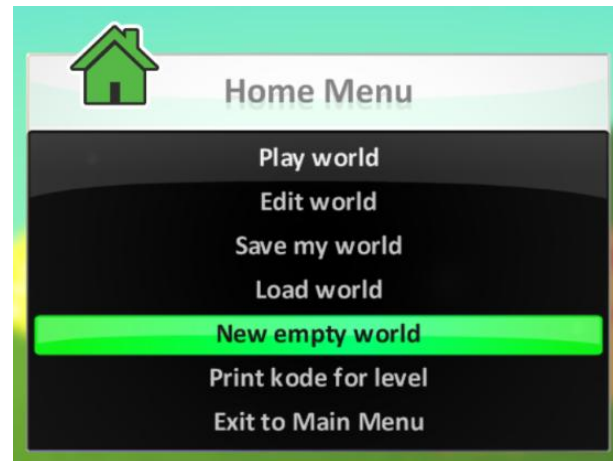 Home Menu
Play world
Edit world
Save my world
Load world
New empty world
Print kode for level
Exit to Main Menu